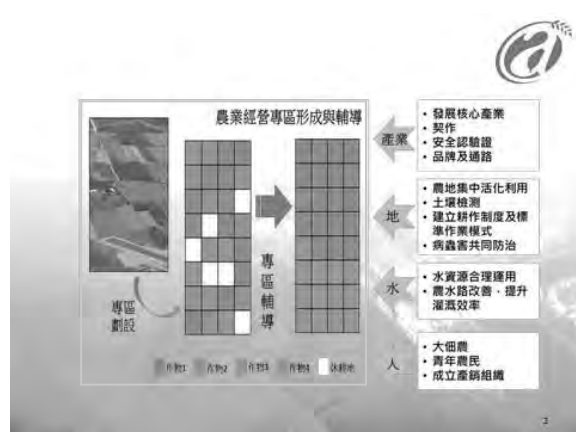 農業經營專區形成與輔導
專區
劃設
專區輔導
作物1
作物2
作物3
作物4
休耕地
產業
• 發展核心產業
• 契作
• 安全認驗證
• 品牌及通路
地
• 農地集中活化利用
• 土壤檢測
• 建立耕作制度及標
準作業模式
• 病蟲害共同防治
水
• 水資源合理運用
• 農水路改善，提升
灌溉效率
人
• 大佃農
• 青年農民
• 成立產銷組織
2